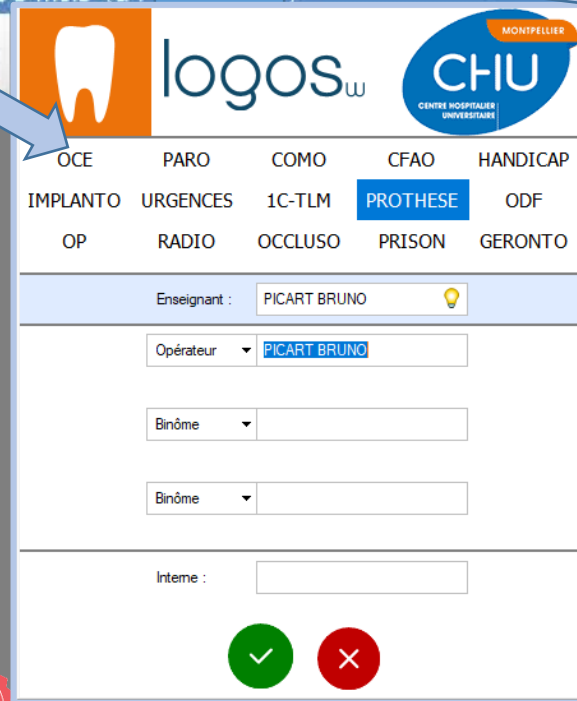 logosw
MONTPELLIER
CHU
CENTRE HOSPITALIER
UNIVERSITAIRE
OCE PARO COMO CFAO HANDICAP
IMPLANTO URGENCES 1C-TLM PROTHESE ODF
OP RADIO OCCLUSO PRISON GERONTO
Enseignant : PICART BRUNO
Opérateur PICART BRUNO
Binôme
Binôme
Interne :